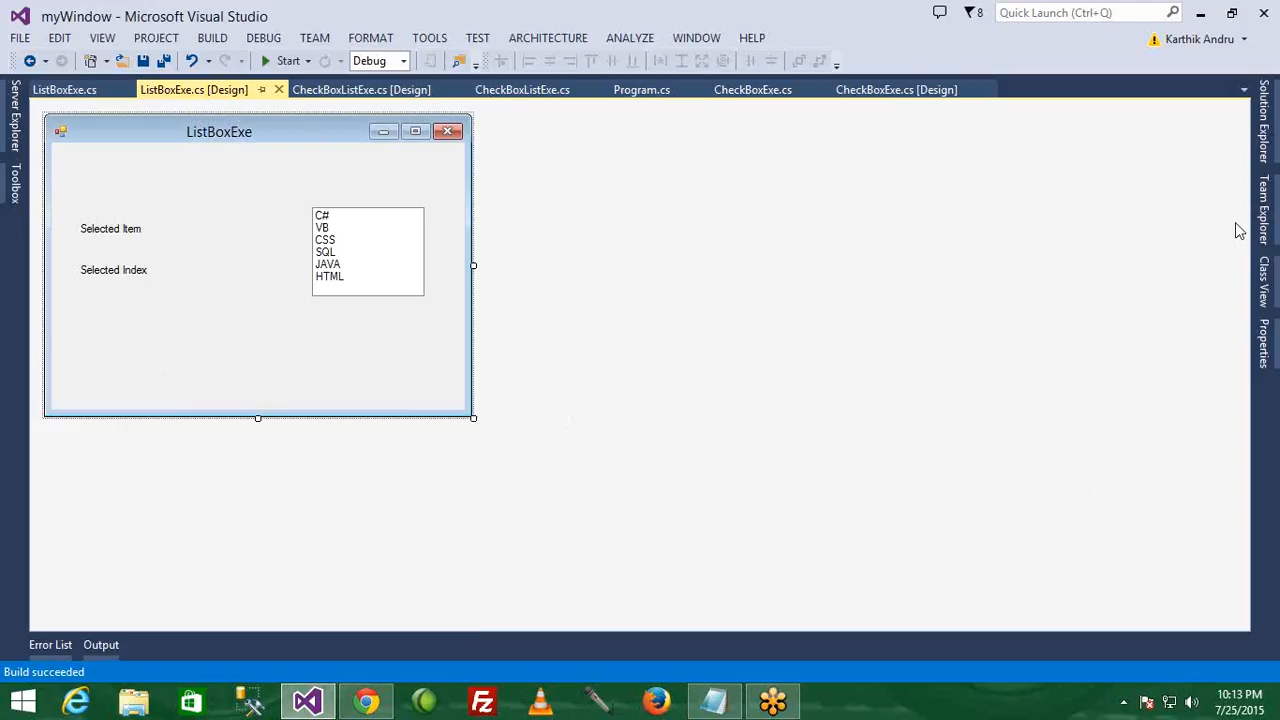 myWindow - Microsoft Visual Studio
8
Quick Launch (Ctrl+Q)
FILE EDIT VIEW PROJECT BUILD DEBUG TEAM FORMAT TOOLS TEST ARCHITECTURE ANALYZE WINDOW HELP
Karthik Andru
Start
Debug
ListBoxExe.cs ListBoxExe.cs [Design] CheckBoxListExe.cs [Design] CheckBoxListExe.cs Program.cs CheckBoxExe.cs CheckBoxExe.cs [Design]
Server Explorer
Toolbox
ListBoxExe
Selected Item
Selected Index
C#
VB
CSS
SQL
JAVA
HTML
Solution Explorer
Team Explorer
Class View
Properties
Error List Output
Build succeeded
10:13 PM
7/25/2015